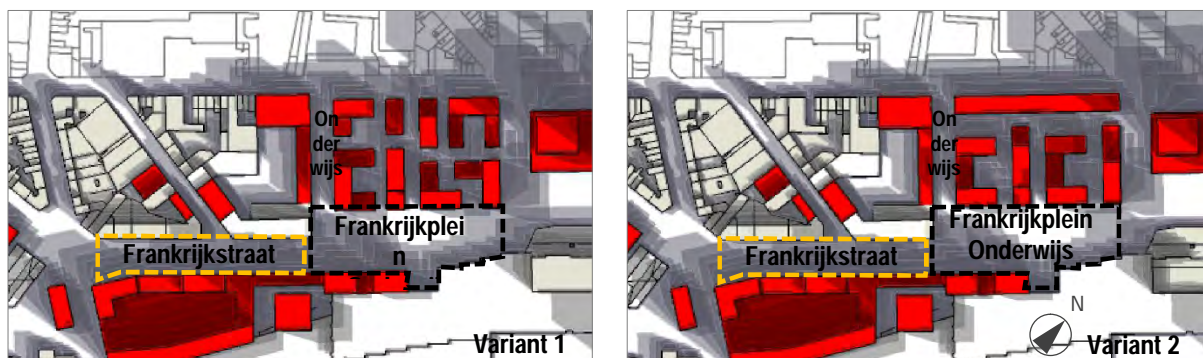 On
der
wijs
Frankrijkplei
n
Frankrijkstraat
Variant 1
On
der
wijs
Frankrijkplein
Onderwijs
Frankrijkstraat
N
Variant 2